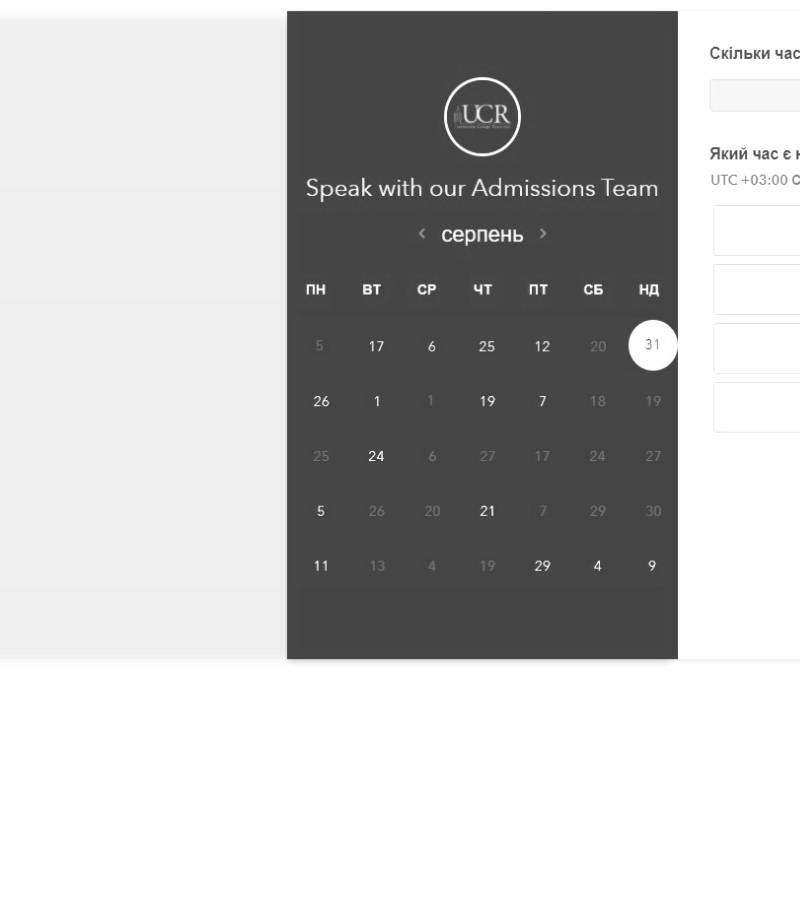 UCR
Speak with our Admissions Team
серпень
ПН ВТ СР ЧТ ПТ СБ НД
5 17 6 25 12 20 31
26 1 1 19 7 18 19
25 24 6 27 17 24 27
5 26 20 21 7 29 30
11 13 4 19 29 4 9
Скільки час
Який час є н
UTC +03:00 С